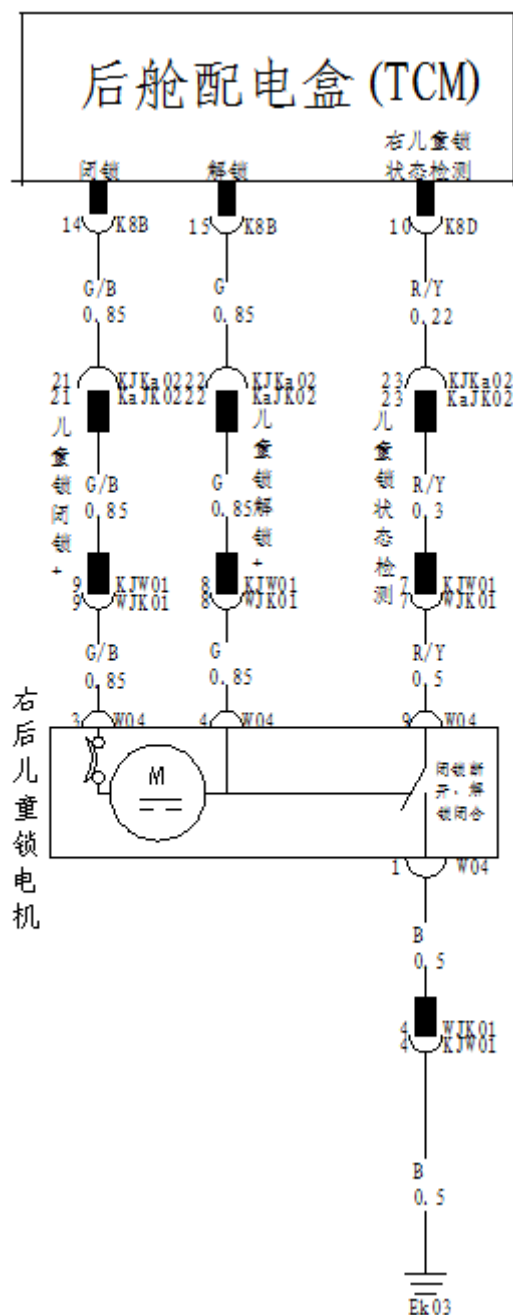 后舱配电盒(TCM)
闭锁
解锁
右儿童锁
状态检测
14 K8B
15 K8B
10 K8D
G/B
0.85
G
0.85
R/Y
0.22
21 KJKa02
21 KaJK02
22 KJKa02
22 KaJK02
23 KJKa02
23 KaJK02
儿童锁闭锁+
G/B
0.85
G
0.85
儿童锁解锁+
儿童锁状态检测
R/Y
0.3
9 KJW01
9 WJK01
8 KJW01
8 WJK01
7 KJW01
7 WJK01
G/B
0.85
G
0.85
R/Y
0.5
3 W04
4 W04
9 W04
右后儿童锁电机
M
闭锁断
开,解
锁闭合
1 W04
B
0.5
4 WJK01
4 KJW01
B
0.5
Ek03